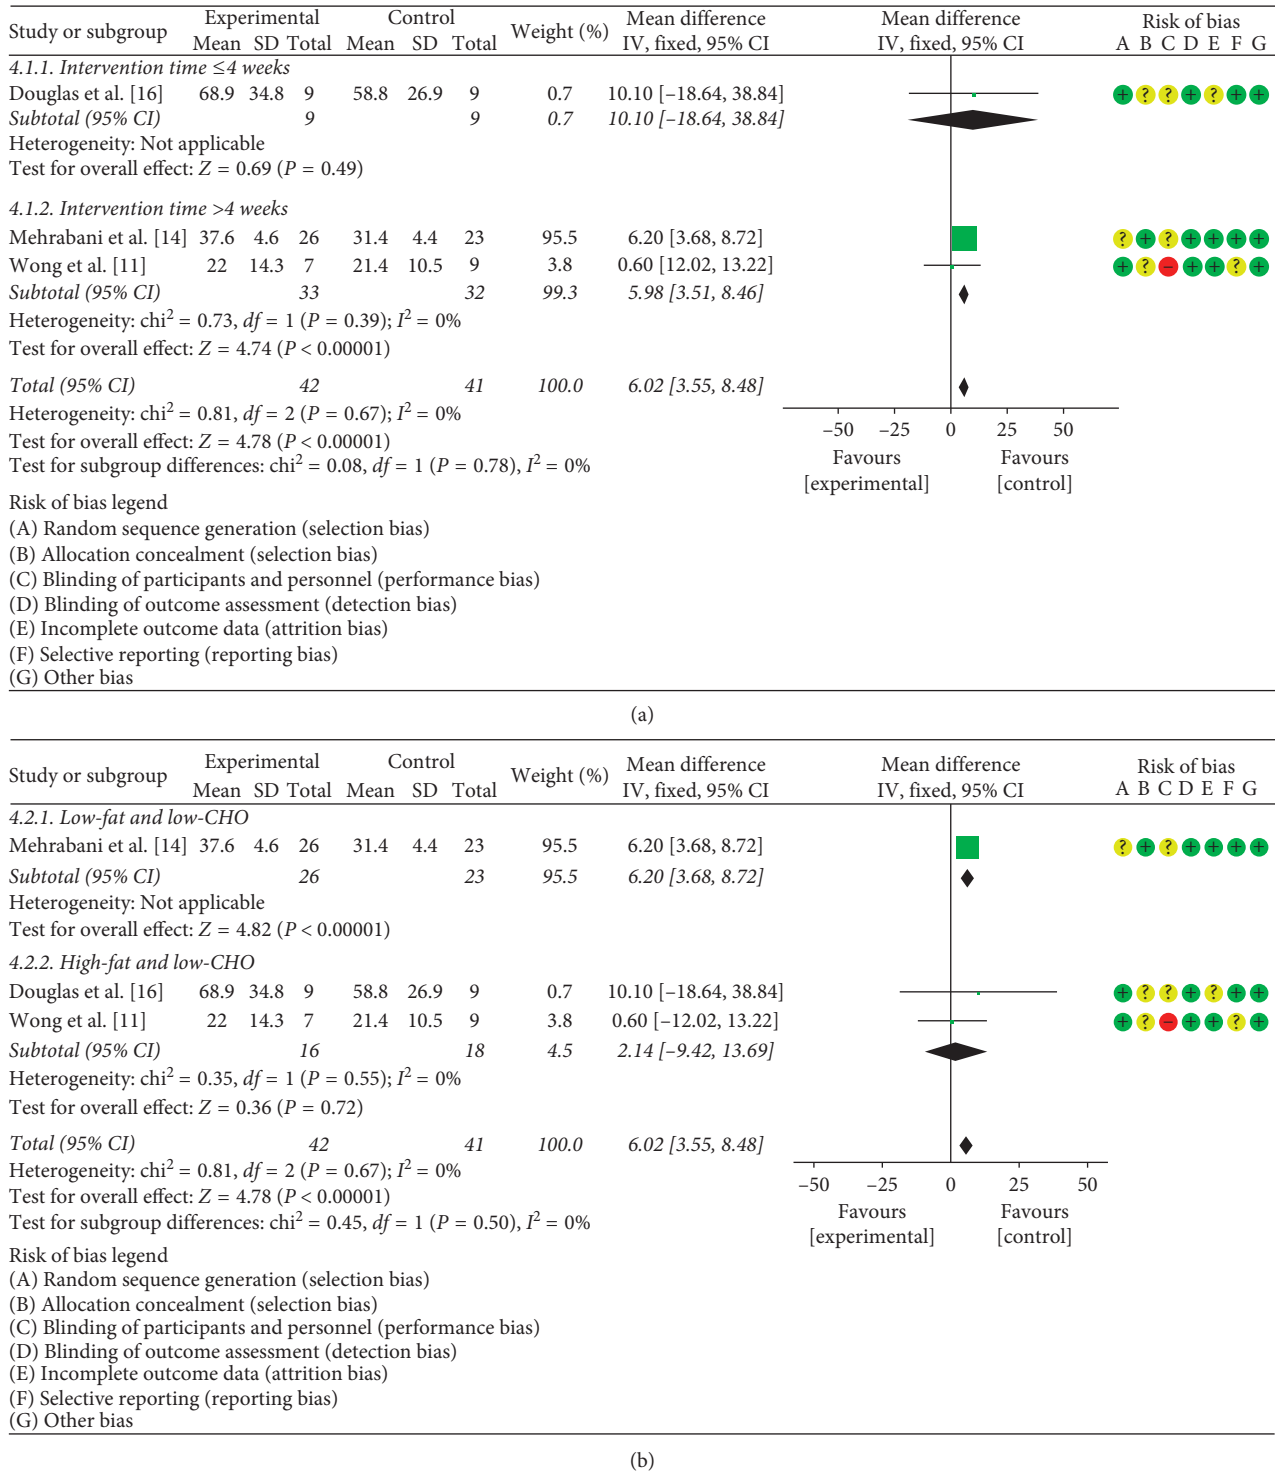 Study or subgroup Experimental Control Weight (%) Mean difference Mean difference Risk of bias
Mean SD Total Mean SD Total IV, fixed, 95% CI IV, fixed, 95% CI A B C D E F G
4.1.1. Intervention time ≤4 weeks
Douglas et al. [16] 68.9 34.8 9 58.8 26.9 9 0.7 10.10 [–18.64, 38.84] + ? ? + ? + +
Subtotal (95% CI) 9 9 0.7 10.10 [–18.64, 38.84]
Heterogeneity: Not applicable
Test for overall effect: Z = 0.69 (P = 0.49)
4.1.2. Intervention time >4 weeks
Mehrabani et al. [14] 37.6 4.6 26 31.4 4.4 23 95.5 6.20 [3.68, 8.72] ? + ? + + + +
Wong et al. [11] 22 14.3 7 21.4 10.5 9 3.8 0.60 [12.02, 13.22] + ? – + + ? +
Subtotal (95% CI) 33 32 99.3 5.98 [3.51, 8.46]
Heterogeneity: chi² = 0.73, df = 1 (P = 0.39); I² = 0%
Test for overall effect: Z = 4.74 (P < 0.00001)
Total (95% CI) 42 41 100.0 6.02 [3.55, 8.48]
Heterogeneity: chi² = 0.81, df = 2 (P = 0.67); I² = 0%
Test for overall effect: Z = 4.78 (P < 0.00001)
Test for subgroup differences: chi² = 0.08, df = 1 (P = 0.78), I² = 0%
–50 –25 0 25 50
Favours Favours
[experimental] [control]
Risk of bias legend
(A) Random sequence generation (selection bias)
(B) Allocation concealment (selection bias)
(C) Blinding of participants and personnel (performance bias)
(D) Blinding of outcome assessment (detection bias)
(E) Incomplete outcome data (attrition bias)
(F) Selective reporting (reporting bias)
(G) Other bias
(a)
Study or subgroup Experimental Control Weight (%) Mean difference Mean difference Risk of bias
Mean SD Total Mean SD Total IV, fixed, 95% CI IV, fixed, 95% CI A B C D E F G
4.2.1. Low-fat and low-CHO
Mehrabani et al. [14] 37.6 4.6 26 31.4 4.4 23 95.5 6.20 [3.68, 8.72] ? + ? + + + +
Subtotal (95% CI) 26 23 95.5 6.20 [3.68, 8.72]
Heterogeneity: Not applicable
Test for overall effect: Z = 4.82 (P < 0.00001)
4.2.2. High-fat and low-CHO
Douglas et al. [16] 68.9 34.8 9 58.8 26.9 9 0.7 10.10 [–18.64, 38.84] + ? ? + ? + +
Wong et al. [11] 22 14.3 7 21.4 10.5 9 3.8 0.60 [–12.02, 13.22] + ? – + + ? +
Subtotal (95% CI) 16 18 4.5 2.14 [–9.42, 13.69]
Heterogeneity: chi² = 0.35, df = 1 (P = 0.55); I² = 0%
Test for overall effect: Z = 0.36 (P = 0.72)
Total (95% CI) 42 41 100.0 6.02 [3.55, 8.48]
Heterogeneity: chi² = 0.81, df = 2 (P = 0.67); I² = 0%
Test for overall effect: Z = 4.78 (P < 0.00001)
Test for subgroup differences: chi² = 0.45, df = 1 (P = 0.50), I² = 0%
–50 –25 0 25 50
Favours Favours
[experimental] [control]
Risk of bias legend
(A) Random sequence generation (selection bias)
(B) Allocation concealment (selection bias)
(C) Blinding of participants and personnel (performance bias)
(D) Blinding of outcome assessment (detection bias)
(E) Incomplete outcome data (attrition bias)
(F) Selective reporting (reporting bias)
(G) Other bias
(b)